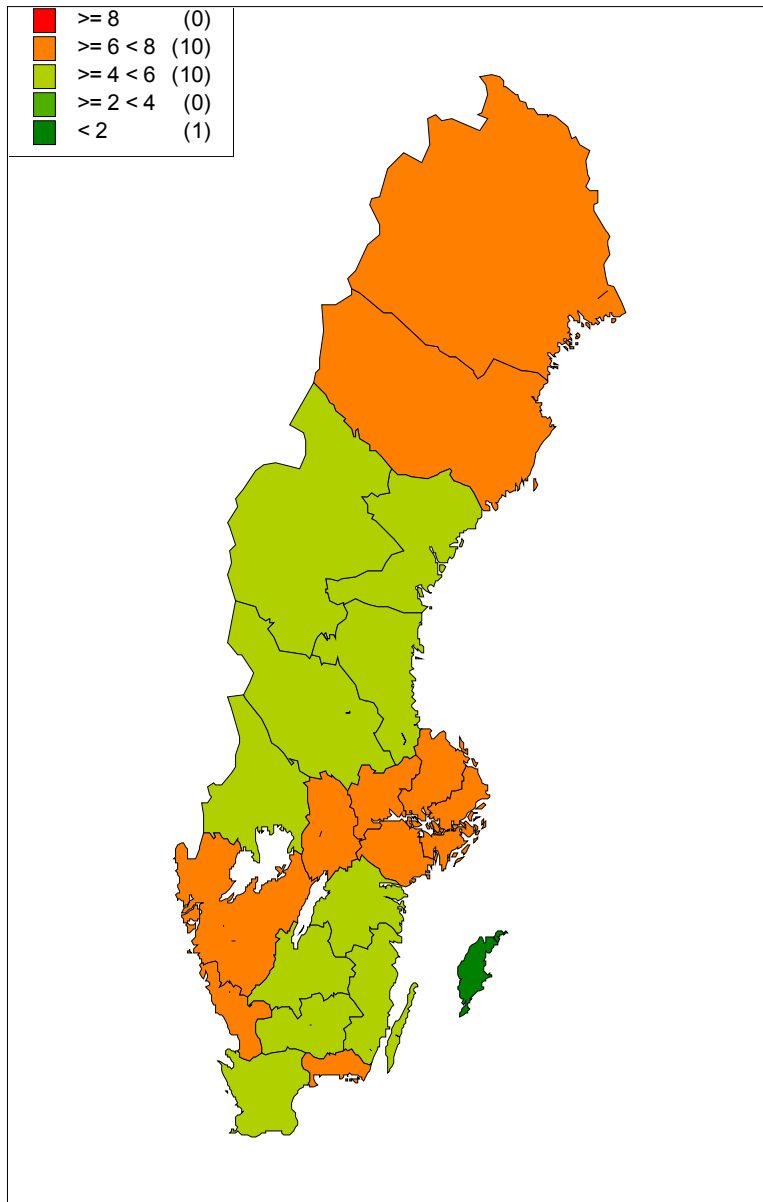 >= 8 (0)
>= 6 < 8 (10)
>= 4 < 6 (10)
>= 2 < 4 (0)
< 2 (1)